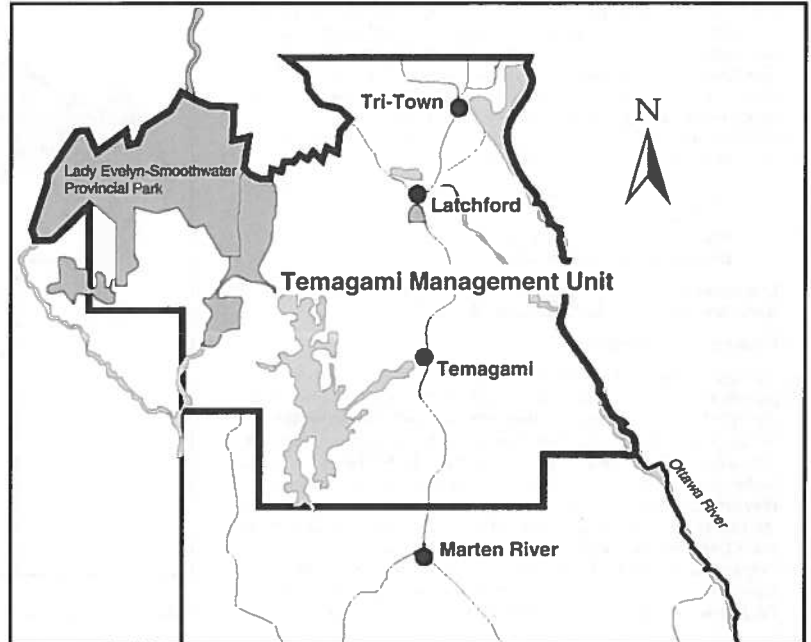 Tri-Town
N
Lady Evelyn-Smoothwater
Provincial Park
Latchford
Temagami Management Unit
Temagami
Ottawa River
Marten River